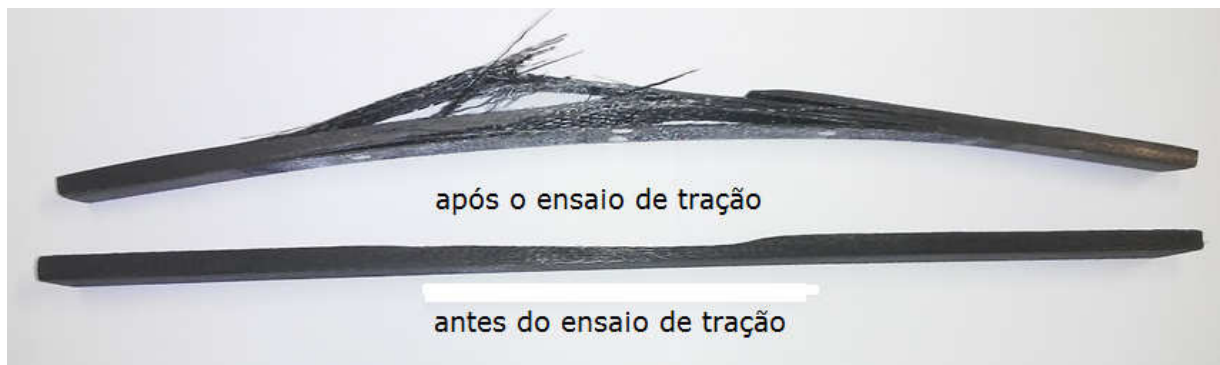 após o ensaio de tração
antes do ensaio de tração